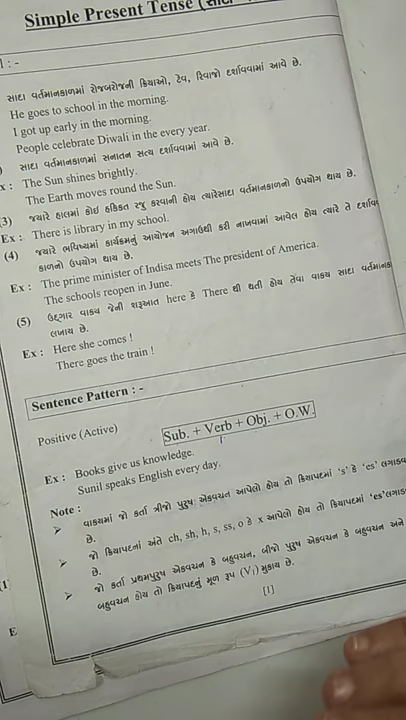 Simple Present Tense (સાદો
1 : -
સાદા વર્તમાનકાળમાં રોજબરોજની ક્રિયાઓ, ટેવ, રિવાજો દર્શાવવામાં આવે છે.
He goes to school in the morning.
I got up early in the morning.
People celebrate Diwali in the every year.
) સાદા વર્તમાનકાળમાં સનાતન સત્ય દર્શાવવામાં આવે છે.
x : The Sun shines brightly.
The Earth moves round the Sun.
(3) જ્યારે હાલમાં કોઈ હકિકત રજુ કરવાની હોય ત્યારેસાદા વર્તમાનકાળનો ઉપયોગ થાય છે.
Ex : There is library in my school.
(4) જ્યારે ભવિષ્યમાં કાર્યક્રમનું આયોજન અગાઉથી કરી નાખવામાં આવેલ હોય ત્યારે તે દર્શાવ
કાળનો ઉપયોગ થાય છે.
Ex : The prime minister of Indisa meets The president of America.
The schools reopen in June.
(5) ઉદ્દગાર વાક્ય જેની શરૂઆત here કે There થી થતી હોય તેવા વાક્ય સાદા વર્તમાનક
લખાય છે.
Ex : Here she comes !
There goes the train !
Sentence Pattern : -
Positive (Active)
Sub. + Verb + Obj. + O.W.
Ex : Books give us knowledge.
Sunil speaks English every day.
Note :
➢ વાક્યમાં જો કર્તા ત્રીજો પુરુષ એકવચન આપેલો હોય તો ક્રિયાપદમાં 's' કે 'es' લગાડવ
છે.
➢ જો ક્રિયાપદનાં અંતે ch, sh, h, s, ss, o કે x આપેલો હોય તો ક્રિયાપદમાં 'es' લગાડ
છે.
➢ જો કર્તા પ્રથમપુરુષ એકવચન કે બહુવચન, બીજો પુરુષ એકવચન કે બહુવચન અને
બહુવચન હોય તો ક્રિયાપદનું મૂળ રૂપ (V₁) મુકાય છે.
[1]
(1
E